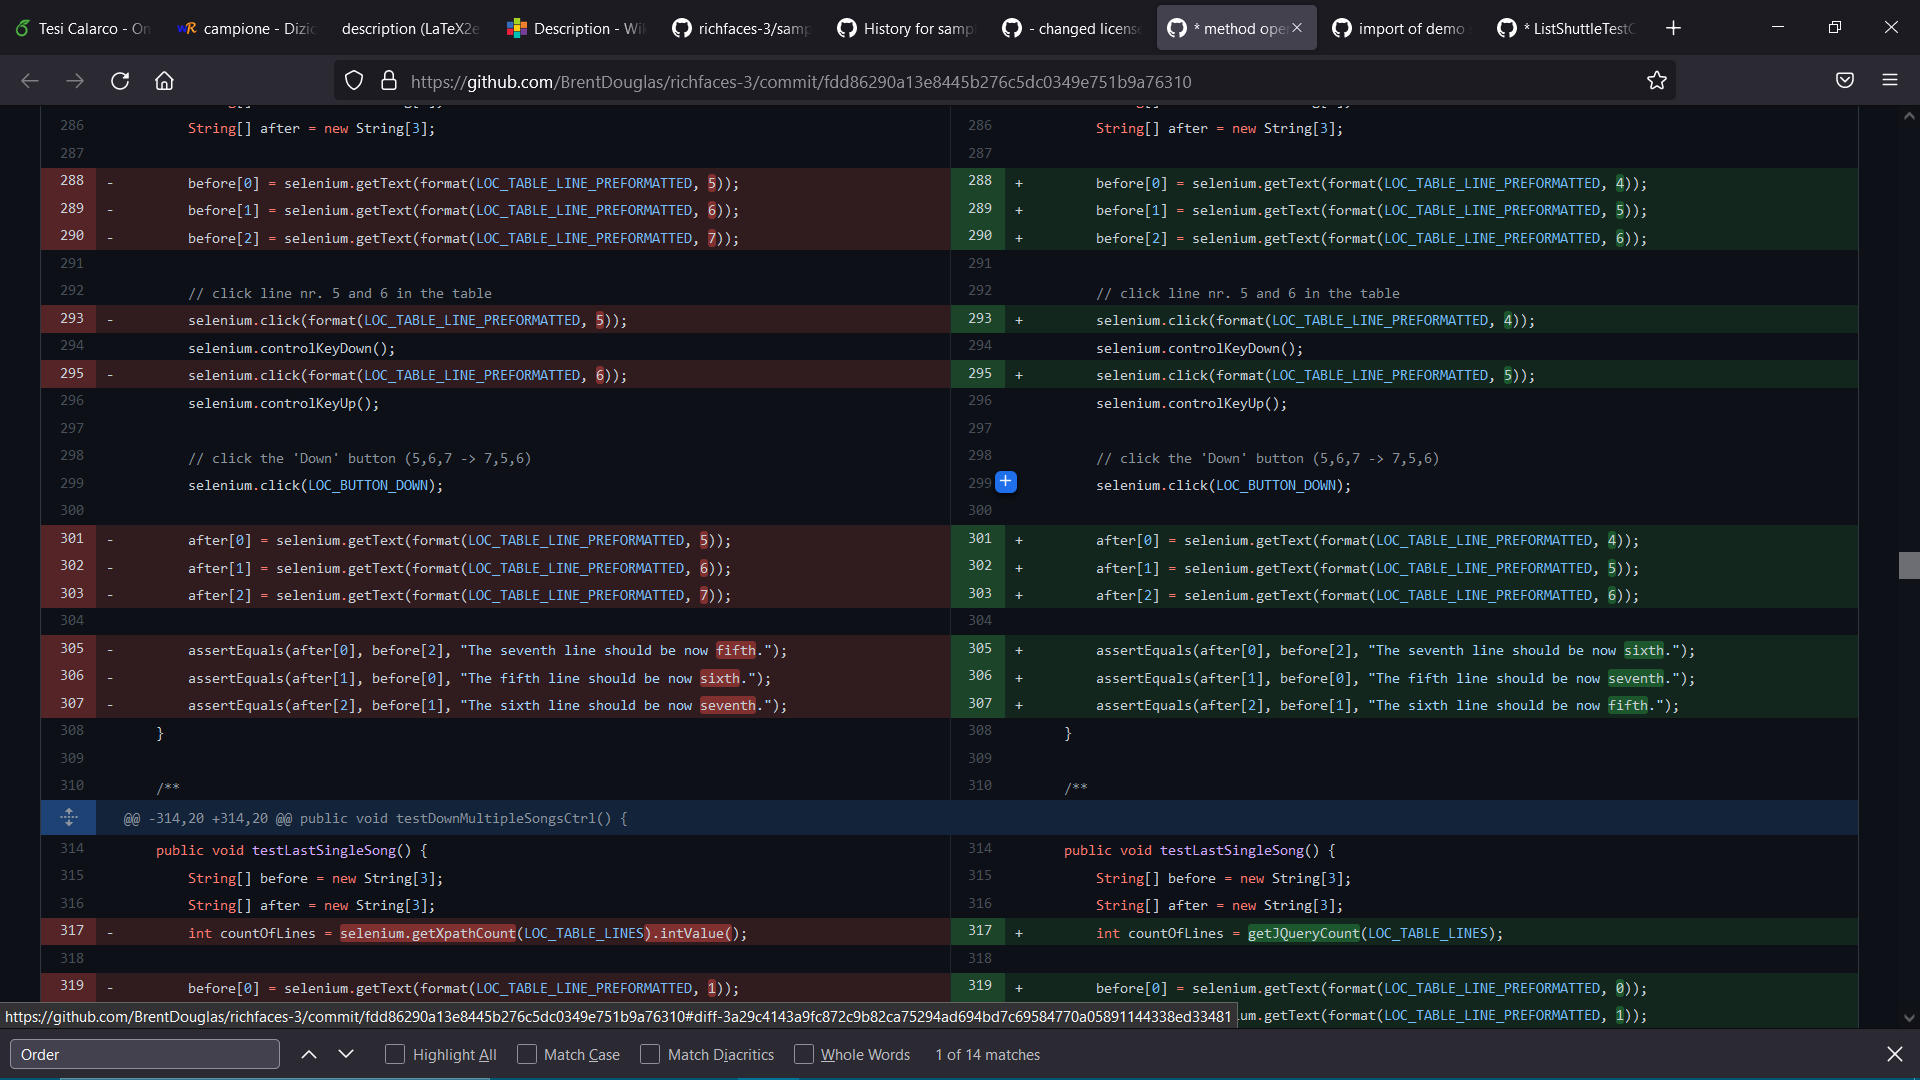 Tesi Calarco - On
campione - Dizio
description (LaTeX2e
Description - Wik
richfaces-3/samp
History for samp
- changed license
* method oper
import of demo
* ListShuttleTestC
https://github.com/BrentDouglas/richfaces-3/commit/fdd86290a13e8445b276c5dc0349e751b9a76310
286 String[] after = new String[3]; 286 String[] after = new String[3];
287 287
288 - before[0] = selenium.getText(format(LOC_TABLE_LINE_PREFORMATTED, 5)); 288 + before[0] = selenium.getText(format(LOC_TABLE_LINE_PREFORMATTED, 4));
289 - before[1] = selenium.getText(format(LOC_TABLE_LINE_PREFORMATTED, 6)); 289 + before[1] = selenium.getText(format(LOC_TABLE_LINE_PREFORMATTED, 5));
290 - before[2] = selenium.getText(format(LOC_TABLE_LINE_PREFORMATTED, 7)); 290 + before[2] = selenium.getText(format(LOC_TABLE_LINE_PREFORMATTED, 6));
291 291
292 // click line nr. 5 and 6 in the table 292 // click line nr. 5 and 6 in the table
293 - selenium.click(format(LOC_TABLE_LINE_PREFORMATTED, 5)); 293 + selenium.click(format(LOC_TABLE_LINE_PREFORMATTED, 4));
294 selenium.controlKeyDown(); 294 selenium.controlKeyDown();
295 - selenium.click(format(LOC_TABLE_LINE_PREFORMATTED, 6)); 295 + selenium.click(format(LOC_TABLE_LINE_PREFORMATTED, 5));
296 selenium.controlKeyUp(); 296 selenium.controlKeyUp();
297 297
298 // click the 'Down' button (5,6,7 -> 7,5,6) 298 // click the 'Down' button (5,6,7 -> 7,5,6)
299 selenium.click(LOC_BUTTON_DOWN); 299 + selenium.click(LOC_BUTTON_DOWN);
300 300
301 - after[0] = selenium.getText(format(LOC_TABLE_LINE_PREFORMATTED, 5)); 301 + after[0] = selenium.getText(format(LOC_TABLE_LINE_PREFORMATTED, 4));
302 - after[1] = selenium.getText(format(LOC_TABLE_LINE_PREFORMATTED, 6)); 302 + after[1] = selenium.getText(format(LOC_TABLE_LINE_PREFORMATTED, 5));
303 - after[2] = selenium.getText(format(LOC_TABLE_LINE_PREFORMATTED, 7)); 303 + after[2] = selenium.getText(format(LOC_TABLE_LINE_PREFORMATTED, 6));
304 304
305 - assertEquals(after[0], before[2], "The seventh line should be now fifth."); 305 + assertEquals(after[0], before[2], "The seventh line should be now sixth.");
306 - assertEquals(after[1], before[0], "The fifth line should be now sixth."); 306 + assertEquals(after[1], before[0], "The fifth line should be now seventh.");
307 - assertEquals(after[2], before[1], "The sixth line should be now seventh."); 307 + assertEquals(after[2], before[1], "The sixth line should be now fifth.");
308 } 308 }
309 309
310 /** 310 /**
@@ -314,20 +314,20 @@ public void testDownMultipleSongsCtrl() {
314 public void testLastSingleSong() { 314 public void testLastSingleSong() {
315 String[] before = new String[3]; 315 String[] before = new String[3];
316 String[] after = new String[3]; 316 String[] after = new String[3];
317 - int countOfLines = selenium.getXpathCount(LOC_TABLE_LINES).intValue(); 317 + int countOfLines = getJQueryCount(LOC_TABLE_LINES);
318 318
319 - before[0] = selenium.getText(format(LOC_TABLE_LINE_PREFORMATTED, 1)); 319 + before[0] = selenium.getText(format(LOC_TABLE_LINE_PREFORMATTED, 0));
https://github.com/BrentDouglas/richfaces-3/commit/fdd86290a13e8445b276c5dc0349e751b9a76310#diff-3a29c4143a9fc872c9b82ca75294ad694bd7c69584770a05891144338ed33481 um.getText(format(LOC_TABLE_LINE_PREFORMATTED, 1));
Order
Highlight All
Match Case
Match Diacritics
Whole Words
1 of 14 matches